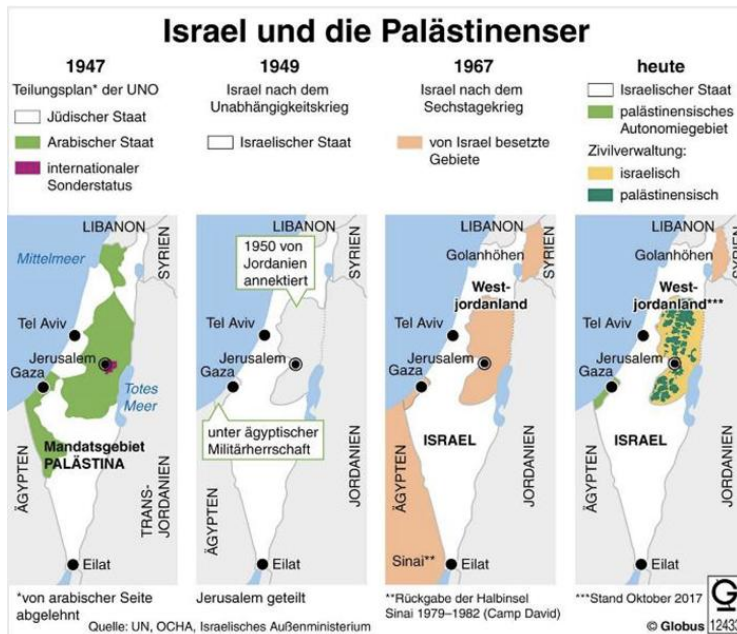 Israel und die Palästinenser
1947
Teilungsplan* der UNO
Jüdischer Staat
Arabischer Staat
internationaler
Sonderstatus
1949
Israel nach dem
Unabhängigkeitskrieg
Israelischer Staat
1967
Israel nach dem
Sechstagekrieg
von Israel besetzte
Gebiete
heute
Israelischer Staat
palästinensisches
Autonomiegebiet
Zivilverwaltung:
israelisch
palästinensisch
LIBANON
SYRIEN
Mittelmeer
Tel Aviv
Jerusalem
Gaza
Totes
Meer
Mandatsgebiet
PALÄSTINA
ÄGYPTEN
TRANS-
JORDANIEN
Eilat
*von arabischer Seite
abgelehnt
LIBANON
SYRIEN
1950 von
Jordanien
annektiert
Tel Aviv
Jerusalem
Gaza
unter ägyptischer
Militärherrschaft
ISRAEL
ÄGYPTEN
JORDANIEN
Eilat
Jerusalem geteilt
LIBANON
Golanhöhen
SYRIEN
West-
jordanland
Tel Aviv
Jerusalem
Gaza
ISRAEL
ÄGYPTEN
JORDANIEN
Sinai**
Eilat
**Rückgabe der Halbinsel
Sinai 1979–1982 (Camp David)
LIBANON
Golanhöhen
SYRIEN
West-
jordanland***
Tel Aviv
Jerusalem
Gaza
ISRAEL
ÄGYPTEN
JORDANIEN
Eilat
***Stand Oktober 2017
Quelle: UN, OCHA, Israelisches Außenministerium
© Globus
G
12433